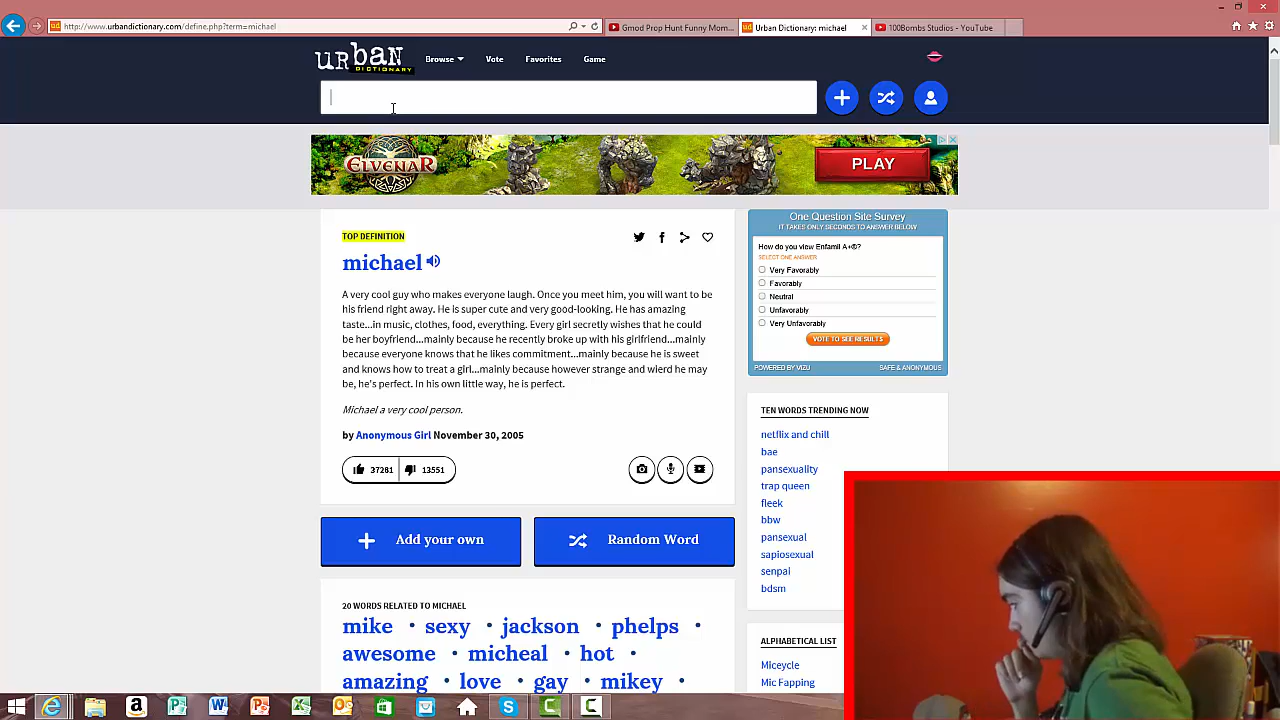 http://www.urbandictionary.com/define.php?term=michael
Gmod Prop Hunt Funny Mom...
Urban Dictionary: michael
100Bombs Studios - YouTube
urban
DICTIONARY
Browse
Vote
Favorites
Game
ELVENAR
PLAY
TOP DEFINITION
michael
A very cool guy who makes everyone laugh. Once you meet him, you will want to be
his friend right away. He is super cute and very good-looking. He has amazing
taste...in music, clothes, food, everything. Every girl secretly wishes that he could
be her boyfriend...mainly because he recently broke up with his girlfriend...mainly
because everyone knows that he likes commitment...mainly because he is sweet
and knows how to treat a girl...mainly because however strange and wierd he may
be, he's perfect. In his own little way, he is perfect.
Michael a very cool person.
by Anonymous Girl November 30, 2005
37281
13551
Add your own
Random Word
20 WORDS RELATED TO MICHAEL
mike • sexy • jackson • phelps •
awesome • micheal • hot •
amazing • love • gay • mikey •
One Question Site Survey
IT TAKES ONLY SECONDS TO ANSWER BELOW
How do you view Enfamil A+®?
SELECT ONE ANSWER
Very Favorably
Favorably
Neutral
Unfavorably
Very Unfavorably
VOTE TO SEE RESULTS
POWERED BY VIZU
SAFE & ANONYMOUS
TEN WORDS TRENDING NOW
netflix and chill
bae
pansexuality
trap queen
fleek
bbw
pansexual
sapiosexual
senpai
bdsm
ALPHABETICAL LIST
Miceycle
Mic Fapping